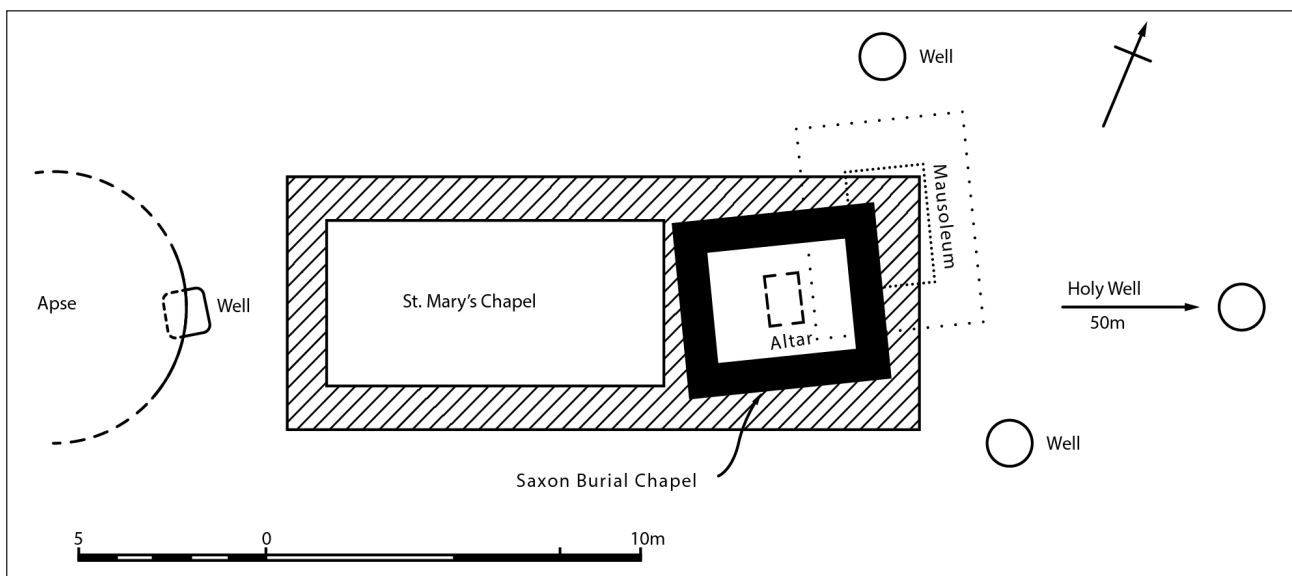 Well
Mausoleum
Apse
Well
St. Mary's Chapel
Altar
Holy Well
50m
Well
Saxon Burial Chapel
5
0
10m